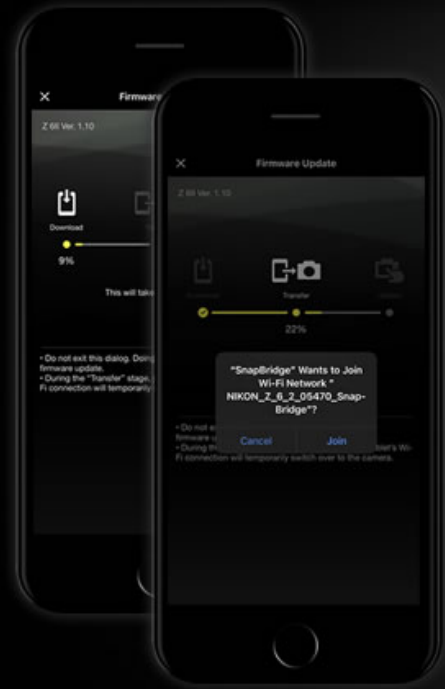 Firmware
Z 6II Ver. 1.10
Download
9%
This will take
• Do not exit this dialog. Doing
firmware update.
• During the "Transfer" stage,
Fi connection will temporarily
Firmware Update
Z 6II Ver. 1.10
Transfer
22%
"SnapBridge" Wants to Join
Wi-Fi Network "
NIKON_Z_6_2_05470_Snap-
Bridge"?
Cancel
Join
• Do not
firmware
• During
Wi-
Fi connection will temporarily switch over to the camera.